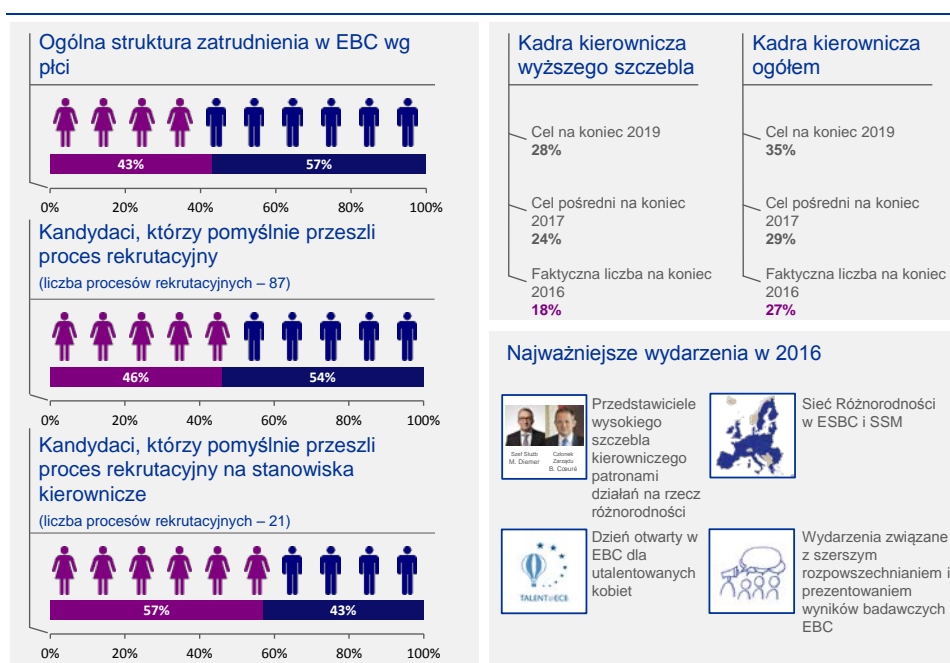 Ogólna struktura zatrudnienia w EBC wg
płci
43%
57%
0%
20%
40%
60%
80%
100%
Kandydaci, którzy pomyślnie przeszli
proces rekrutacyjny
(liczba procesów rekrutacyjnych – 87)
46%
54%
0%
20%
40%
60%
80%
100%
Kandydaci, którzy pomyślnie przeszli
proces rekrutacyjny na stanowiska
kierownicze
(liczba procesów rekrutacyjnych – 21)
57%
43%
0%
20%
40%
60%
80%
100%
Kadra kierownicza
wyższego szczebla
Cel na koniec 2019
28%
Cel pośredni na koniec
2017
24%
Faktyczna liczba na koniec
2016
18%
Kadra kierownicza
ogółem
Cel na koniec 2019
35%
Cel pośredni na koniec
2017
29%
Faktyczna liczba na koniec
2016
27%
Najważniejsze wydarzenia w 2016
Szef Służb
M. Diemer
Członek
Zarządu
B. Cœuré
Przedstawiciele
wysokiego
szczebla
kierowniczego
patronami
działań na rzecz
różnorodności
Sieć Różnorodności
w ESBC i SSM
TALENT@ECB
Dzień otwarty w
EBC dla
utalentowanych
kobiet
Wydarzenia związane
z szerszym
rozpowszechnianiem i
prezentowaniem
wyników badawczych
EBC